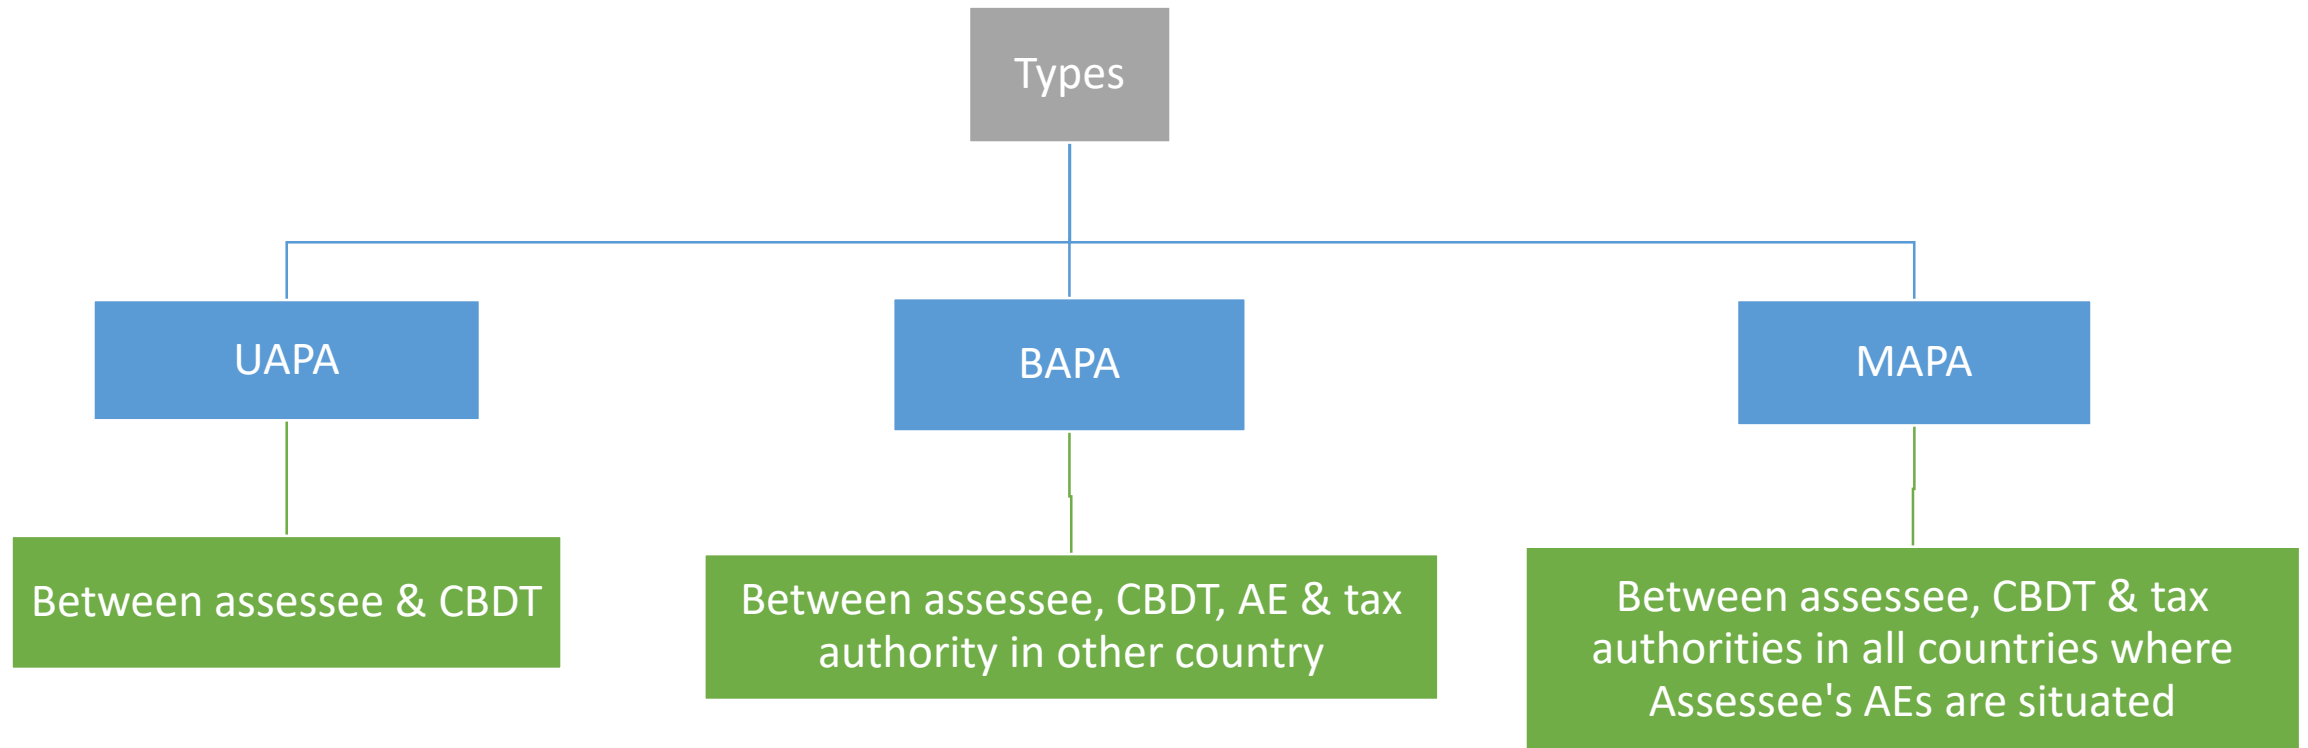 Types
UAPA
BAPA
MAPA
Between assessee & CBDT
Between assessee, CBDT, AE & tax
authority in other country
Between assessee, CBDT & tax
authorities in all countries where
Assessee's AEs are situated